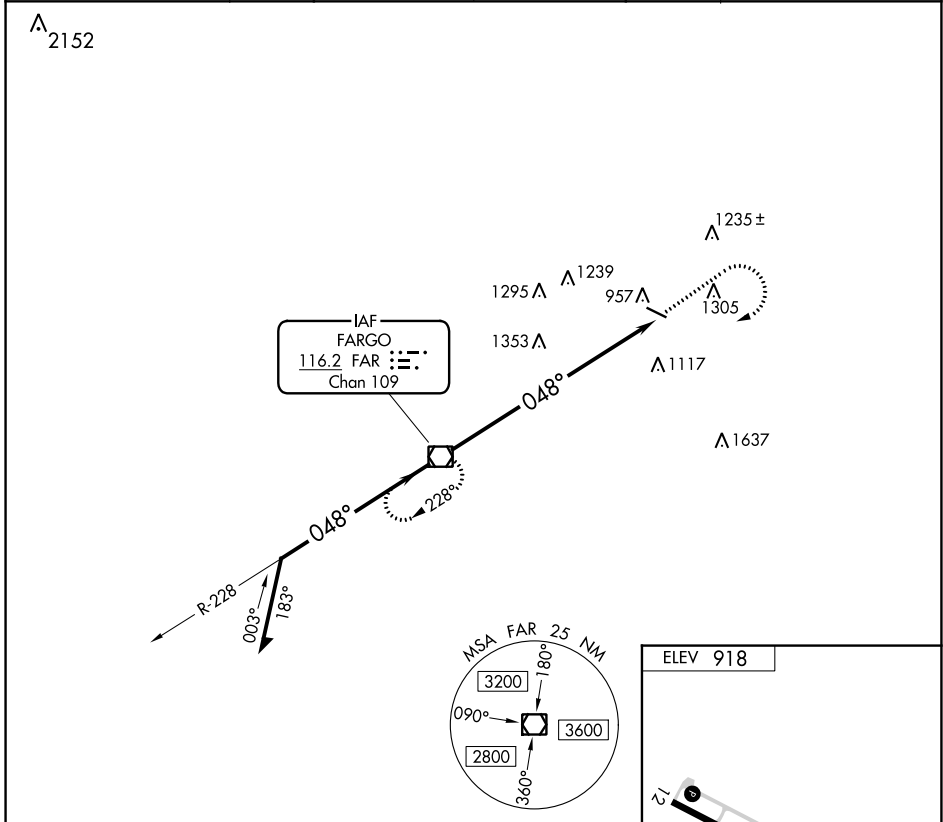 2152
1235 ±
1239
1295
957
1305
IAF
FARGO
116.2 FAR
Chan 109
1353
1117
048°
1637
228°
048°
R-228
003°
183°
MSA FAR 25 NM
180°
3200
090°
3600
2800
360°
ELEV 918
12
P